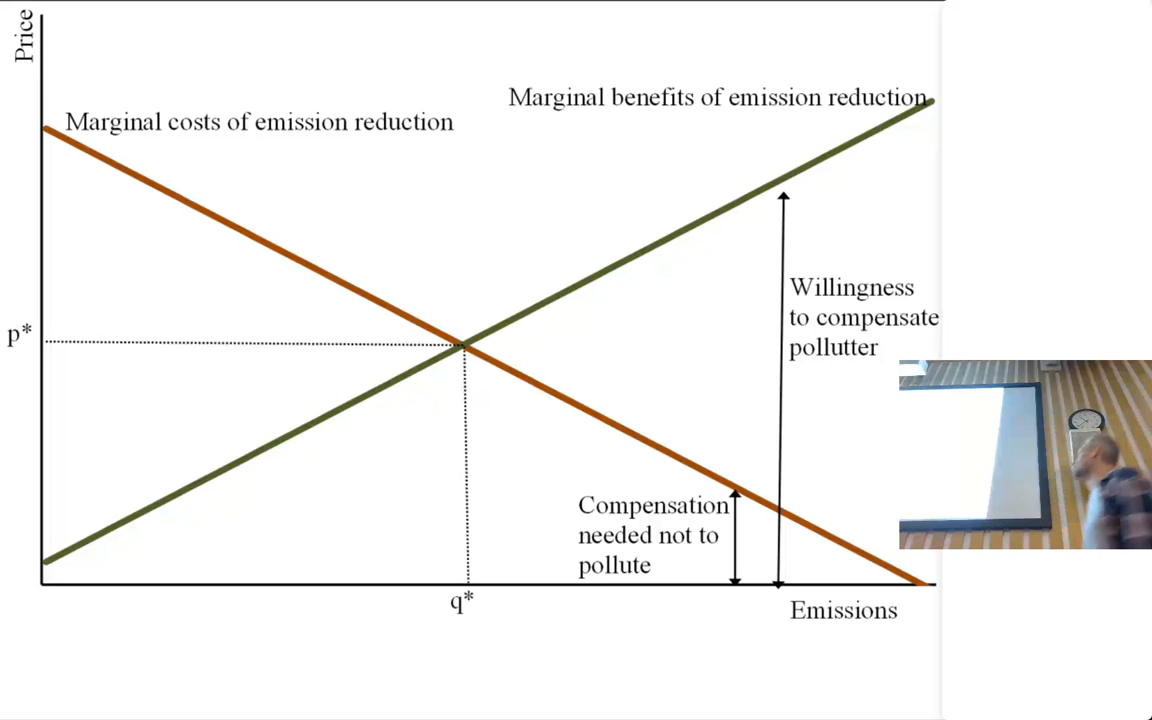 Price
Marginal benefits of emission reduction
Marginal costs of emission reduction
Willingness
to compensate
pollutter
p*
Compensation
needed not to
pollute
q*
Emissions